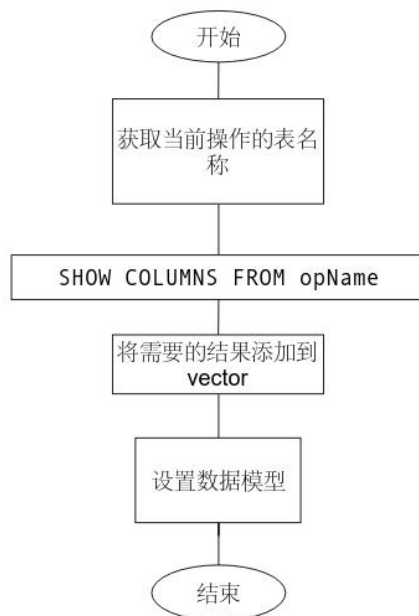 开始
获取当前操作的表名
称
SHOW COLUMNS FROM opName
将需要的结果添加到
vector
设置数据模型
结束